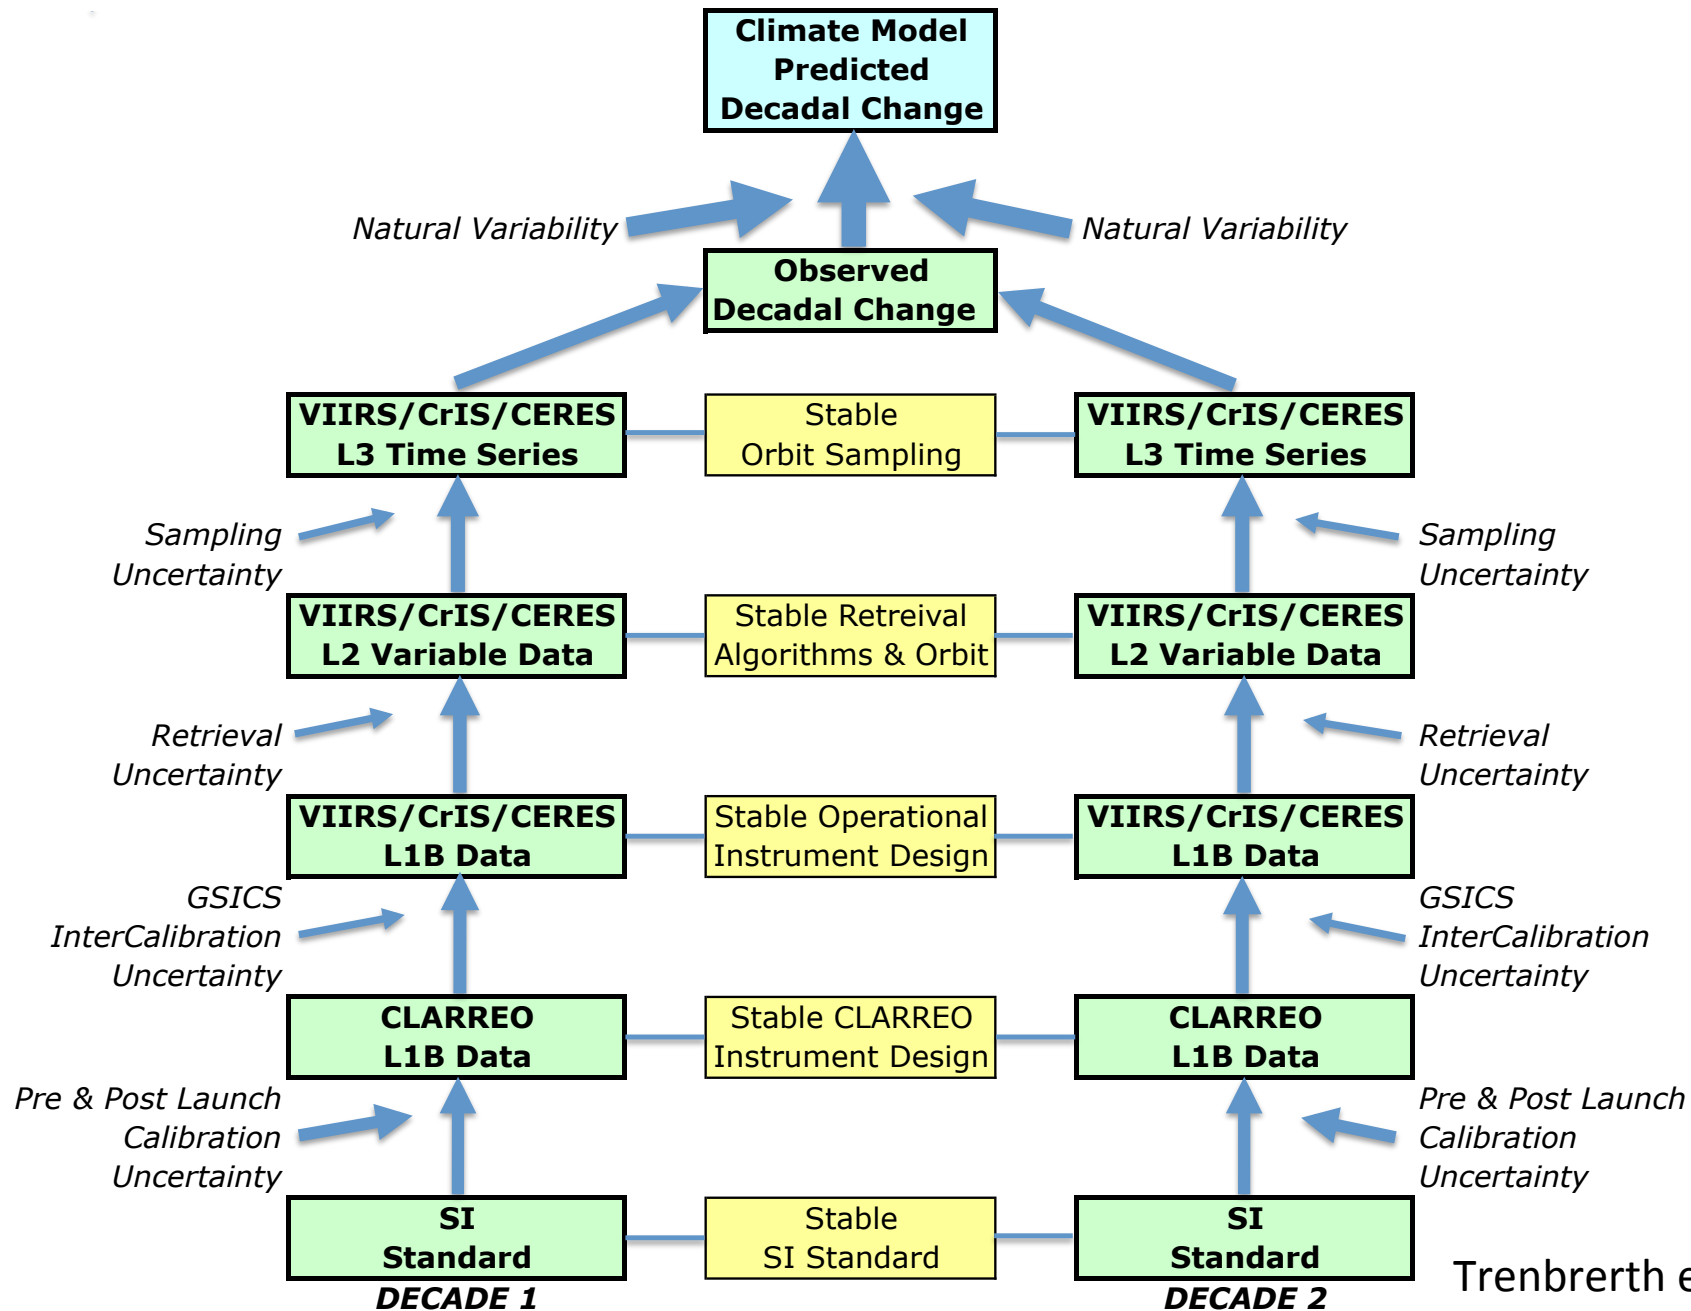 Climate Model
Predicted
Decadal Change
Natural Variability
Natural Variability
Observed
Decadal Change
VIIRS/CrIS/CERES
L3 Time Series
Stable
Orbit Sampling
VIIRS/CrIS/CERES
L3 Time Series
Sampling
Uncertainty
Sampling
Uncertainty
VIIRS/CrIS/CERES
L2 Variable Data
Stable Retreival
Algorithms & Orbit
VIIRS/CrIS/CERES
L2 Variable Data
Retrieval
Uncertainty
Retrieval
Uncertainty
VIIRS/CrIS/CERES
L1B Data
Stable Operational
Instrument Design
VIIRS/CrIS/CERES
L1B Data
GSICS
InterCalibration
Uncertainty
GSICS
InterCalibration
Uncertainty
CLARREO
L1B Data
Stable CLARREO
Instrument Design
CLARREO
L1B Data
Pre & Post Launch
Calibration
Uncertainty
Pre & Post Launch
Calibration
Uncertainty
SI
Standard
Stable
SI Standard
SI
Standard
DECADE 1
DECADE 2
Trenbrerth